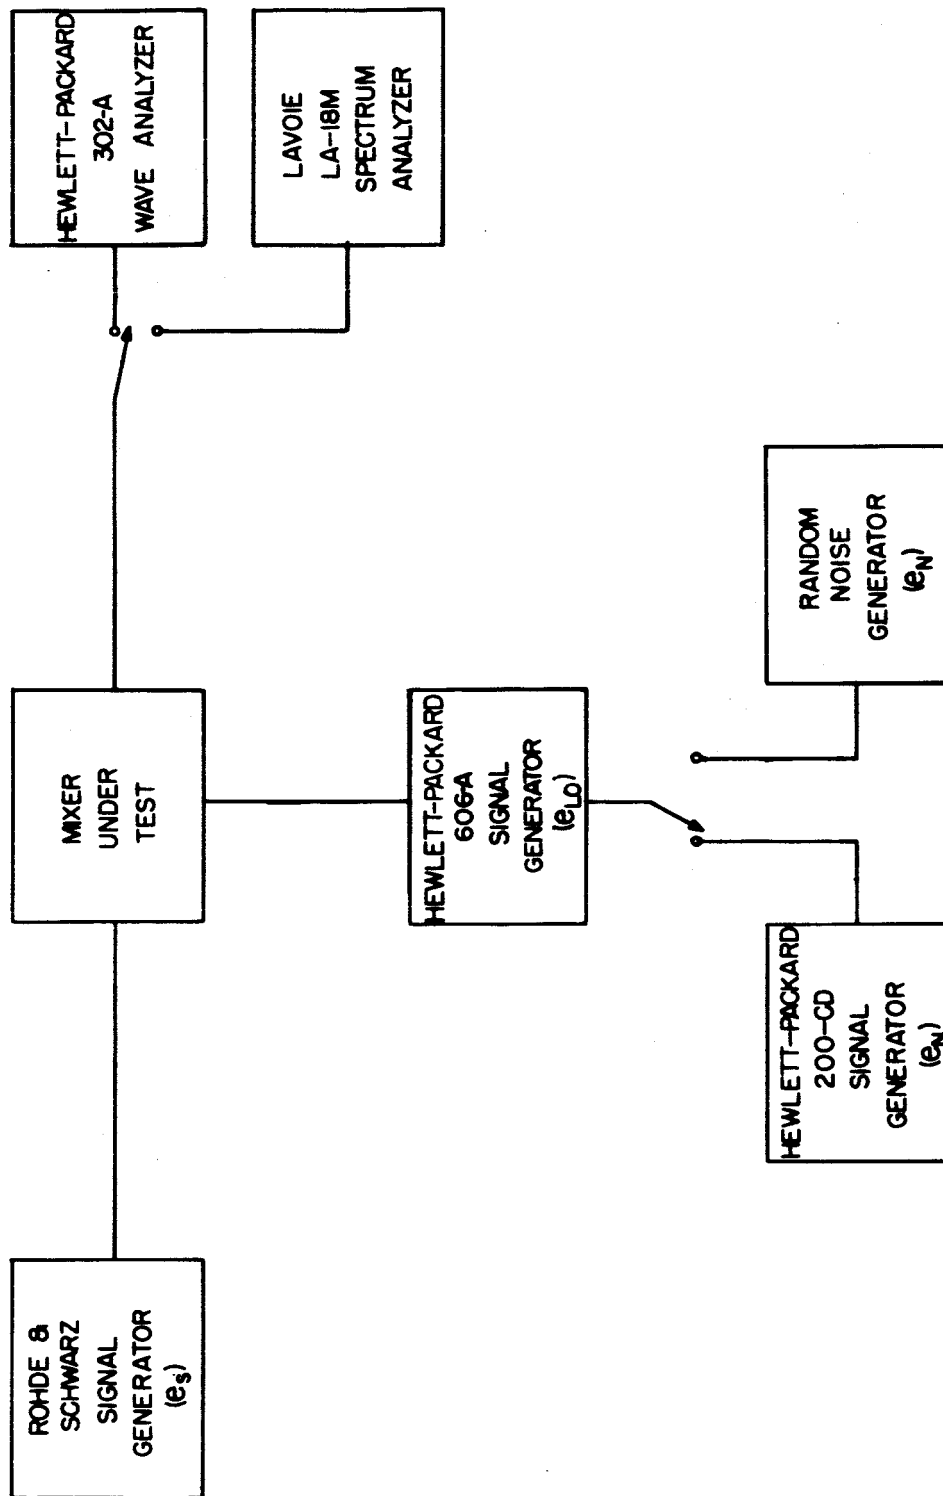 ROHDE &
SCHWARZ
SIGNAL
GENERATOR
(eS)
MIXER
UNDER
TEST
HEWLETT-PACKARD
302-A
WAVE ANALYZER
LAVOIE
LA-18M
SPECTRUM
ANALYZER
HEWLETT-PACKARD
606-A
SIGNAL
GENERATOR
(eLO)
HEWLETT-PACKARD
200-CD
SIGNAL
GENERATOR
(eN)
RANDOM
NOISE
GENERATOR
(eN)